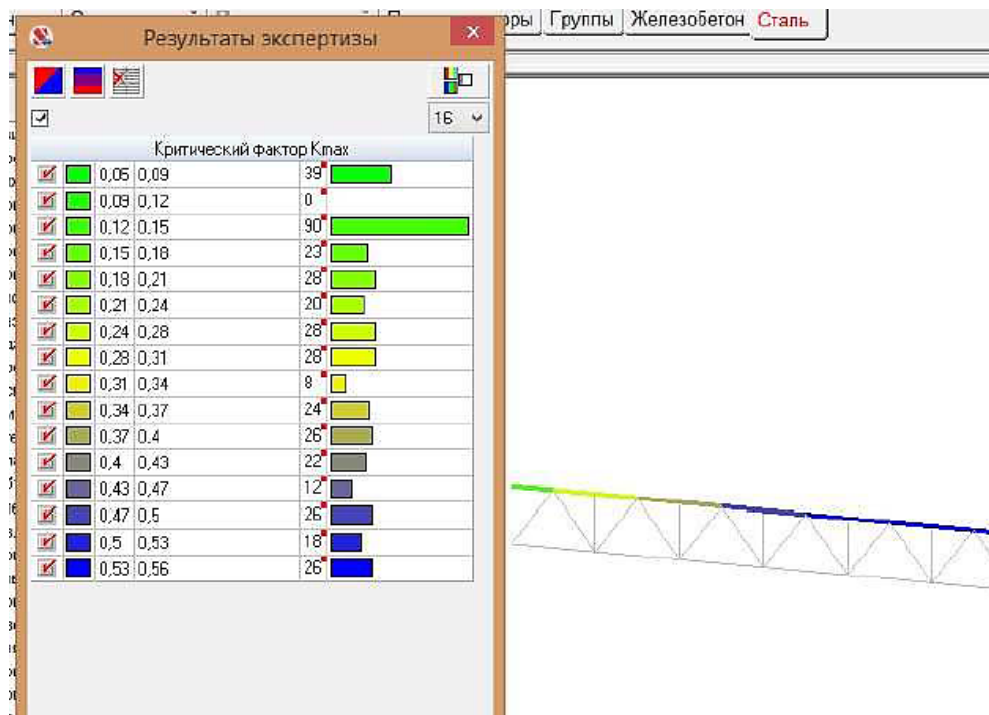 Группы Железобетон Сталь
Результаты экспертизы
16
Критический фактор Kmax
0,06 0,09 39
0,09 0,12 0
0,12 0,15 90
0,15 0,18 23
0,18 0,21 28
0,21 0,24 20
0,24 0,28 28
0,28 0,31 28
0,31 0,34 8
0,34 0,37 24
0,37 0,4 26
0,4 0,43 22
0,43 0,47 12
0,47 0,5 26
0,5 0,53 18
0,53 0,56 26